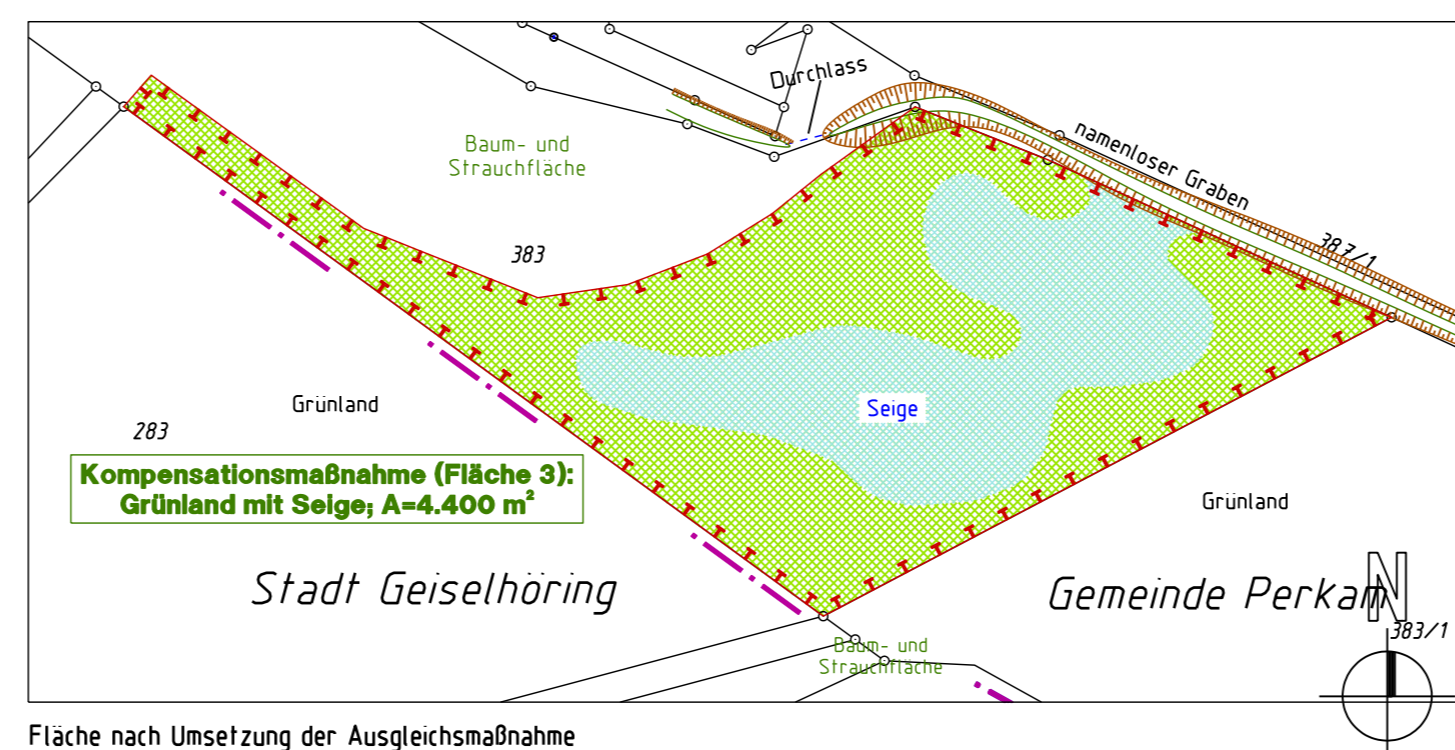 Durchlass
namenloser Graben
Baum- und
Strauchfläche
387/1
383
Seige
Grünland
283
Kompensationsmaßnahme (Fläche 3):
Grünland mit Seige; A=4.400 m²
Grünland
Stadt Geiselhöring
Gemeinde Perkam
N
383/1
Baum- und
Strauchfläche
Fläche nach Umsetzung der Ausgleichsmaßnahme